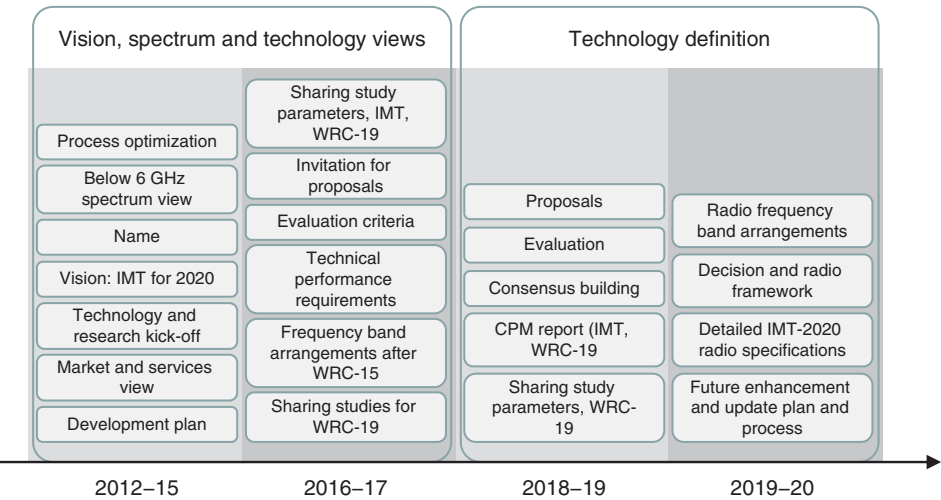 Vision, spectrum and technology views
Technology definition
Process optimization
Below 6 GHz
spectrum view
Name
Vision: IMT for 2020
Technology and
research kick-off
Market and services
view
Development plan
Sharing study
parameters, IMT,
WRC-19
Invitation for
proposals
Evaluation criteria
Technical
performance
requirements
Frequency band
arrangements after
WRC-15
Sharing studies for
WRC-19
Proposals
Evaluation
Consensus building
CPM report (IMT,
WRC-19
Sharing study
parameters, WRC-
19
Radio frequency
band arrangements
Decision and radio
framework
Detailed IMT-2020
radio specifications
Future enhancement
and update plan and
process
2012–15
2016–17
2018–19
2019–20